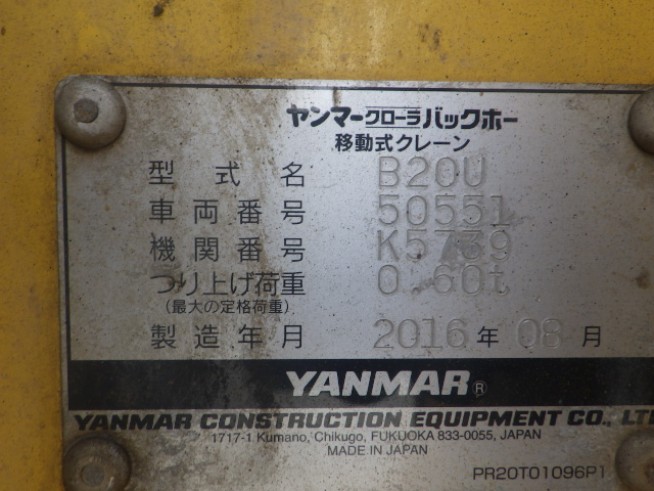 ヤンマークローラバックホー
移動式クレーン
型式名 B20U
車両番号 50551
機関番号 K5739
つり上げ荷重 0.60t
(最大の定格荷重)
製造年月 2016年08月
YANMAR®
YANMAR CONSTRUCTION EQUIPMENT CO., LTD
1717-1 Kumano, Chikugo, FUKUOKA 833-0055, JAPAN
MADE IN JAPAN
PR20T01096P1